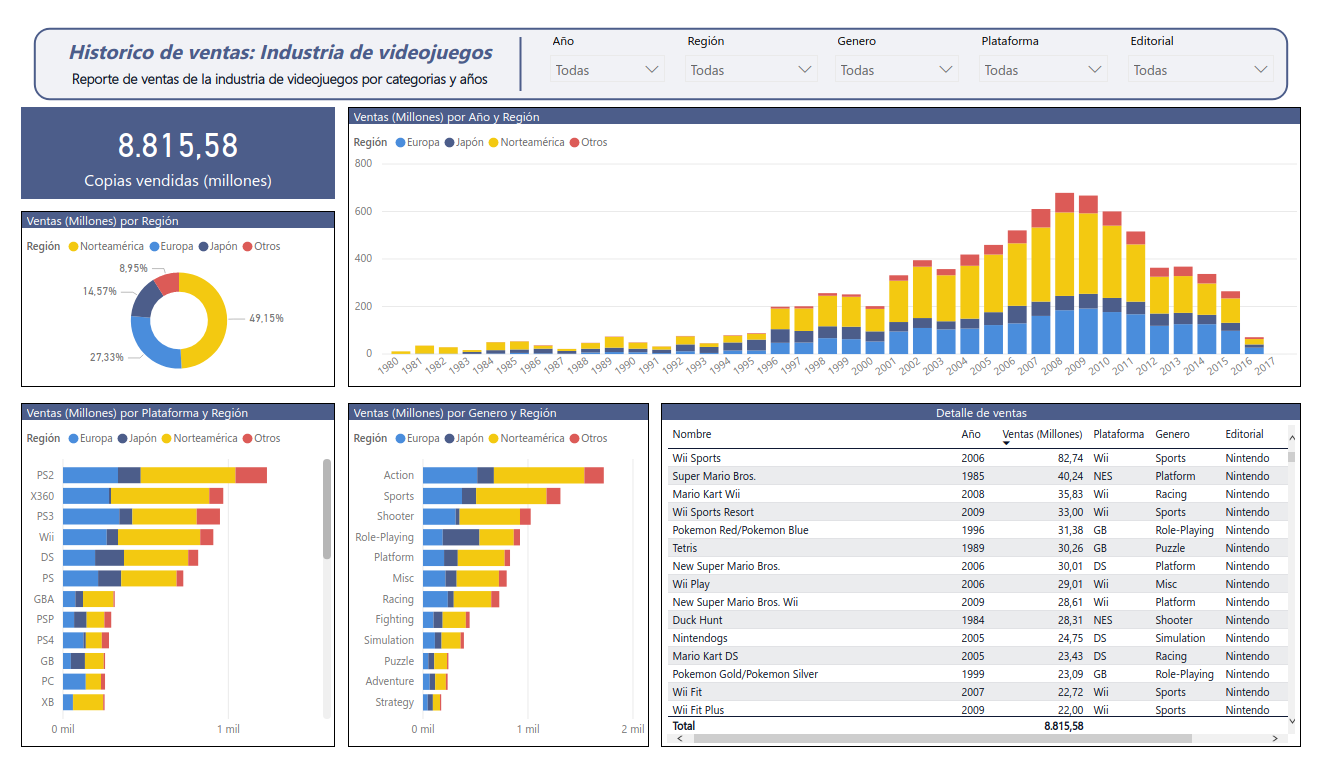 Historico de ventas: Industria de videojuegos
Reporte de ventas de la industria de videojuegos por categorias y años
Año Región Genero Plataforma Editorial
Todas Todas Todas Todas Todas
8.815,58
Copias vendidas (millones)
Ventas (Millones) por Región
Región Norteamérica Europa Japón Otros
8,95%
14,57%
49,15%
27,33%
Ventas (Millones) por Año y Región
Región Europa Japón Norteamérica Otros
800
600
400
200
0
1980 1981 1982 1983 1984 1985 1986 1987 1988 1989 1990 1991 1992 1993 1994 1995 1996 1997 1998 1999 2000 2001 2002 2003 2004 2005 2006 2007 2008 2009 2010 2011 2012 2013 2014 2015 2016 2017
Ventas (Millones) por Plataforma y Región
Región Europa Japón Norteamérica Otros
PS2
X360
PS3
Wii
DS
PS
GBA
PSP
PS4
GB
PC
XB
0 mil 1 mil
Ventas (Millones) por Genero y Región
Región Europa Japón Norteamérica Otros
Action
Sports
Shooter
Role-Playing
Platform
Misc
Racing
Fighting
Simulation
Puzzle
Adventure
Strategy
0 mil 1 mil 2 mil
Detalle de ventas
Nombre Año Ventas (Millones) Plataforma Genero Editorial
Wii Sports 2006 82,74 Wii Sports Nintendo
Super Mario Bros. 1985 40,24 NES Platform Nintendo
Mario Kart Wii 2008 35,83 Wii Racing Nintendo
Wii Sports Resort 2009 33,00 Wii Sports Nintendo
Pokemon Red/Pokemon Blue 1996 31,38 GB Role-Playing Nintendo
Tetris 1989 30,26 GB Puzzle Nintendo
New Super Mario Bros. 2006 30,01 DS Platform Nintendo
Wii Play 2006 29,01 Wii Misc Nintendo
New Super Mario Bros. Wii 2009 28,61 Wii Platform Nintendo
Duck Hunt 1984 28,31 NES Shooter Nintendo
Nintendogs 2005 24,75 DS Simulation Nintendo
Mario Kart DS 2005 23,43 DS Racing Nintendo
Pokemon Gold/Pokemon Silver 1999 23,09 GB Role-Playing Nintendo
Wii Fit 2007 22,72 Wii Sports Nintendo
Wii Fit Plus 2009 22,00 Wii Sports Nintendo
Total 8.815,58